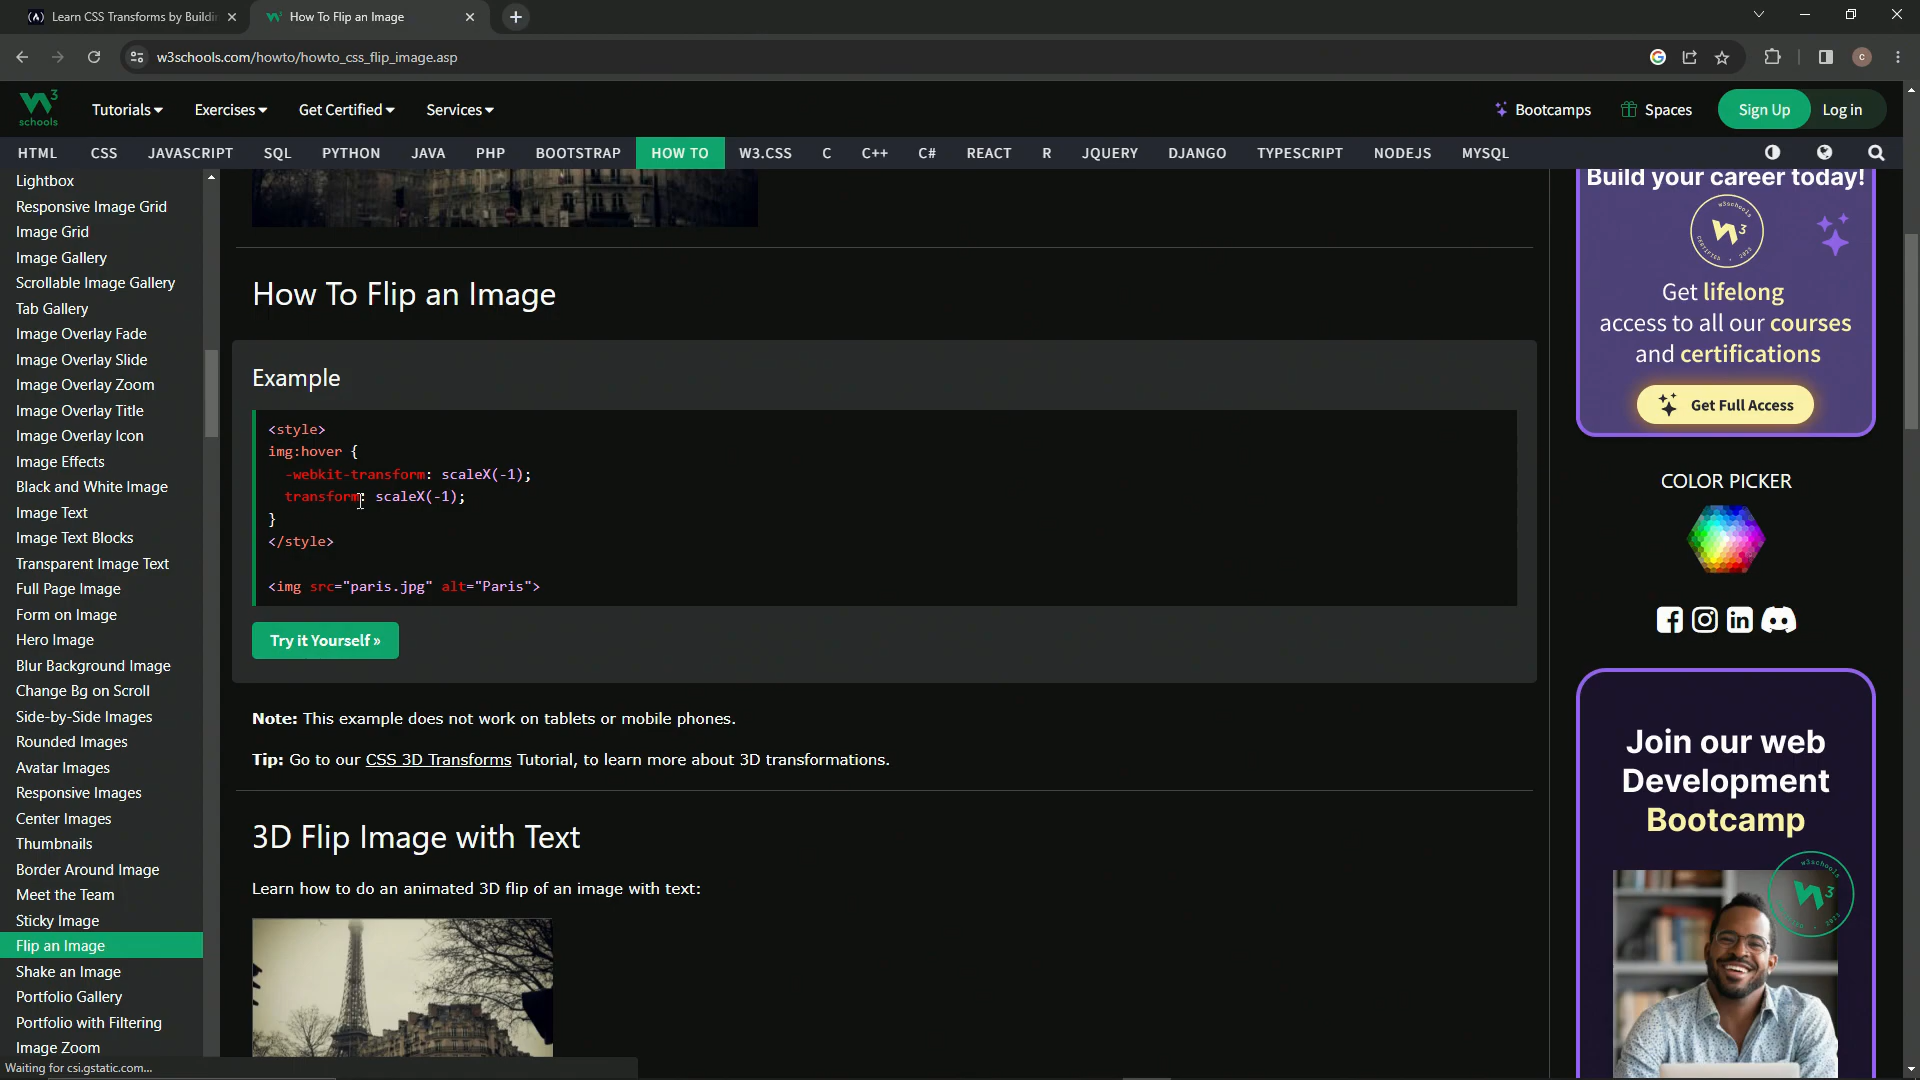 Learn CSS Transforms by Buildin
How To Flip an Image
w3schools.com/howto/howto_css_flip_image.asp
C
schools
Tutorials
Exercises
Get Certified
Services
Bootcamps
Spaces
Sign Up
Log in
HTML
CSS
JAVASCRIPT
SQL
PYTHON
JAVA
PHP
BOOTSTRAP
HOW TO
W3.CSS
C
C++
C#
REACT
R
JQUERY
DJANGO
TYPESCRIPT
NODEJS
MYSQL
Lightbox
Responsive Image Grid
Image Grid
Image Gallery
Scrollable Image Gallery
Tab Gallery
Image Overlay Fade
Image Overlay Slide
Image Overlay Zoom
Image Overlay Title
Image Overlay Icon
Image Effects
Black and White Image
Image Text
Image Text Blocks
Transparent Image Text
Full Page Image
Form on Image
Hero Image
Blur Background Image
Change Bg on Scroll
Side-by-Side Images
Rounded Images
Avatar Images
Responsive Images
Center Images
Thumbnails
Border Around Image
Meet the Team
Sticky Image
Flip an Image
Shake an Image
Portfolio Gallery
Portfolio with Filtering
Image Zoom
Waiting for csi.gstatic.com...
How To Flip an Image
Example
<style>
img:hover {
-webkit-transform: scaleX(-1);
transform: scaleX(-1);
}
</style>
<img src="paris.jpg" alt="Paris">
Try it Yourself »
Note: This example does not work on tablets or mobile phones.
Tip: Go to our CSS 3D Transforms Tutorial, to learn more about 3D transformations.
3D Flip Image with Text
Learn how to do an animated 3D flip of an image with text:
Build your career today!
Get lifelong
access to all our courses
and certifications
Get Full Access
COLOR PICKER
Join our web
Development
Bootcamp